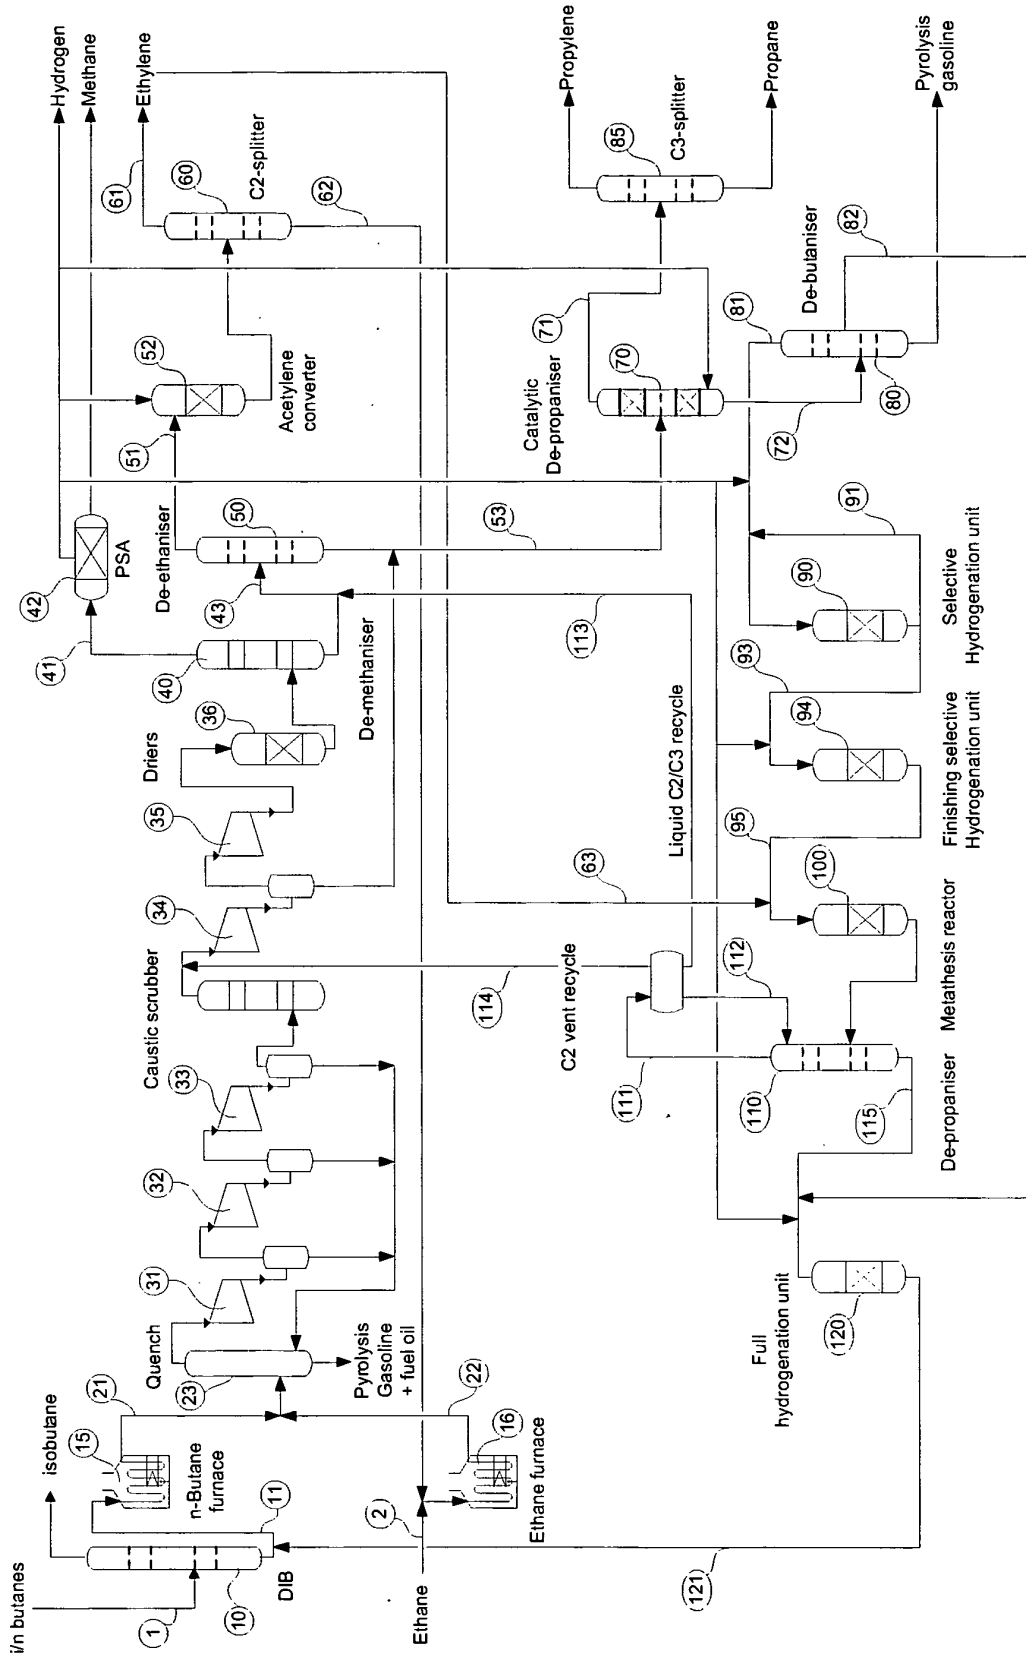 i/n butanes
1
10
DIB
isobutane
11
15
n-Butane
furnace
21
Ethane
2
16
Ethane furnace
22
121
Quench
23
Pyrolysis
Gasoline
+ fuel oil
31
32
33
Caustic scrubber
34
35
Driers
36
De-methaniser
40
41
42
PSA
43
De-ethaniser
50
51
52
Acetylene
converter
53
60
C2-splitter
61
62
Hydrogen
Methane
Ethylene
63
Liquid C2/C3 recycle
113
C2 vent recycle
114
111
112
110
De-propaniser
115
Full
hydrogenation unit
120
Metathesis reactor
100
95
Finishing selective
Hydrogenation unit
94
93
Selective
Hydrogenation unit
90
91
Catalytic
De-propaniser
70
71
72
De-butaniser
80
81
82
85
C3-splitter
Propylene
Propane
Pyrolysis
gasoline